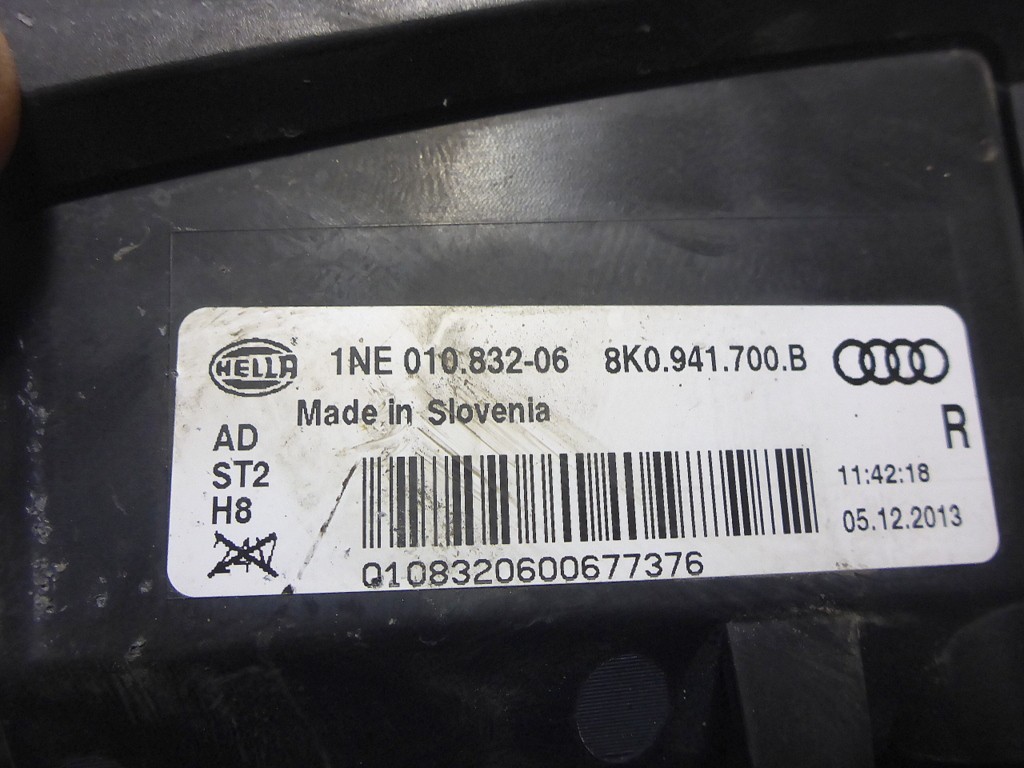 HELLA 1NE 010.832-06 8K0.941.700.B
Made in Slovenia
AD
R
ST2
11:42:18
H8
05.12.2013
Q108320600677376